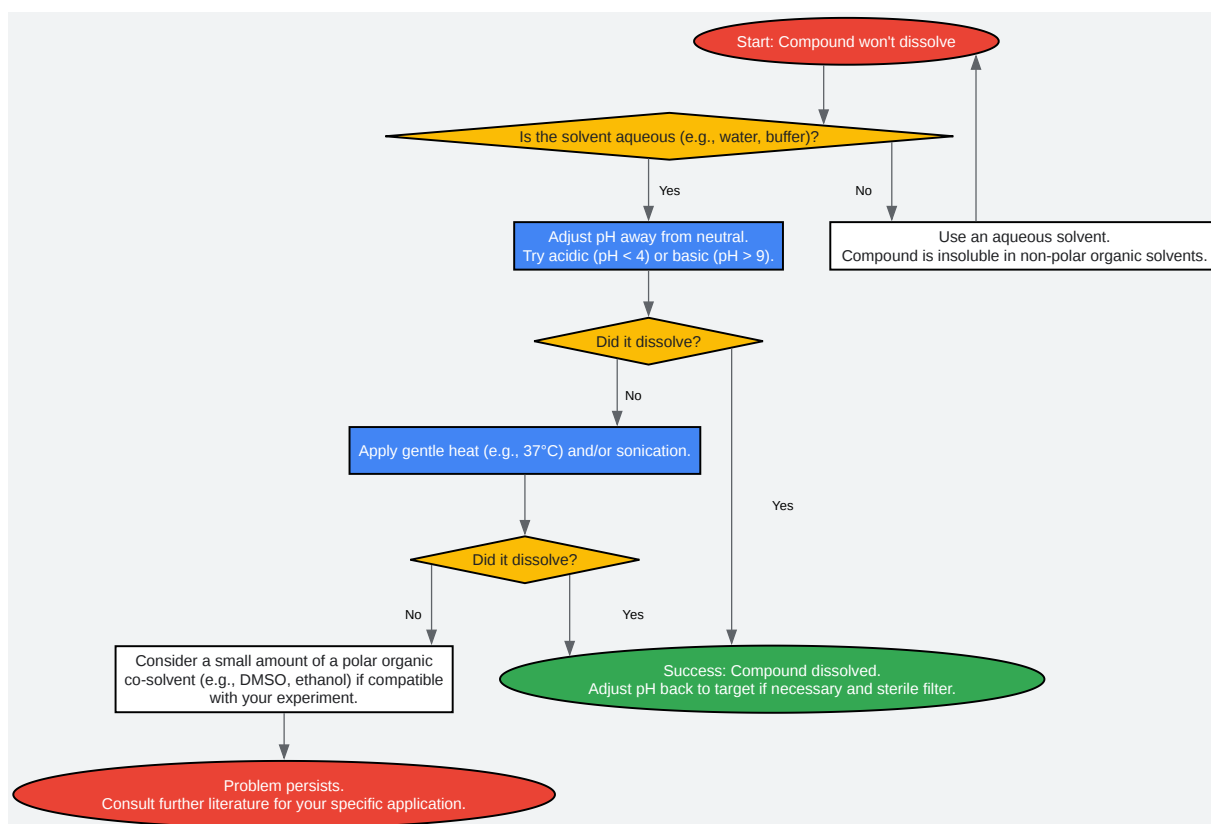 Start: Compound won't dissolve
Is the solvent aqueous (e.g., water, buffer)?
Yes
No
Adjust pH away from neutral.
Try acidic (pH < 4) or basic (pH > 9).
Use an aqueous solvent.
Compound is insoluble in non-polar organic solvents.
Did it dissolve?
No
Apply gentle heat (e.g., 37°C) and/or sonication.
Yes
Did it dissolve?
No
Yes
Consider a small amount of a polar organic
co-solvent (e.g., DMSO, ethanol) if compatible
with your experiment.
Success: Compound dissolved.
Adjust pH back to target if necessary and sterile filter.
Problem persists.
Consult further literature for your specific application.